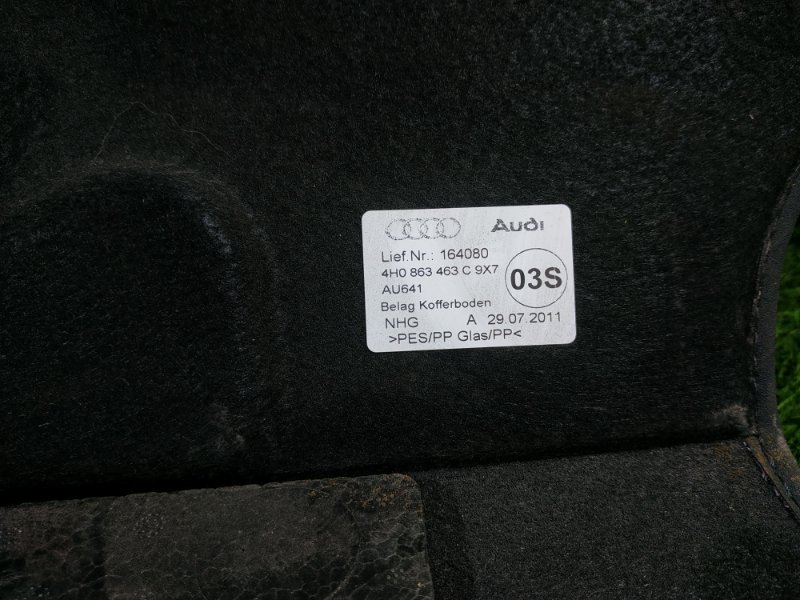 Audi
Lief.Nr.: 164080
4H0 863 463 C 9X7
AU641
03S
Belag Kofferboden
NHG A 29.07.2011
>PES/PP Glas/PP<